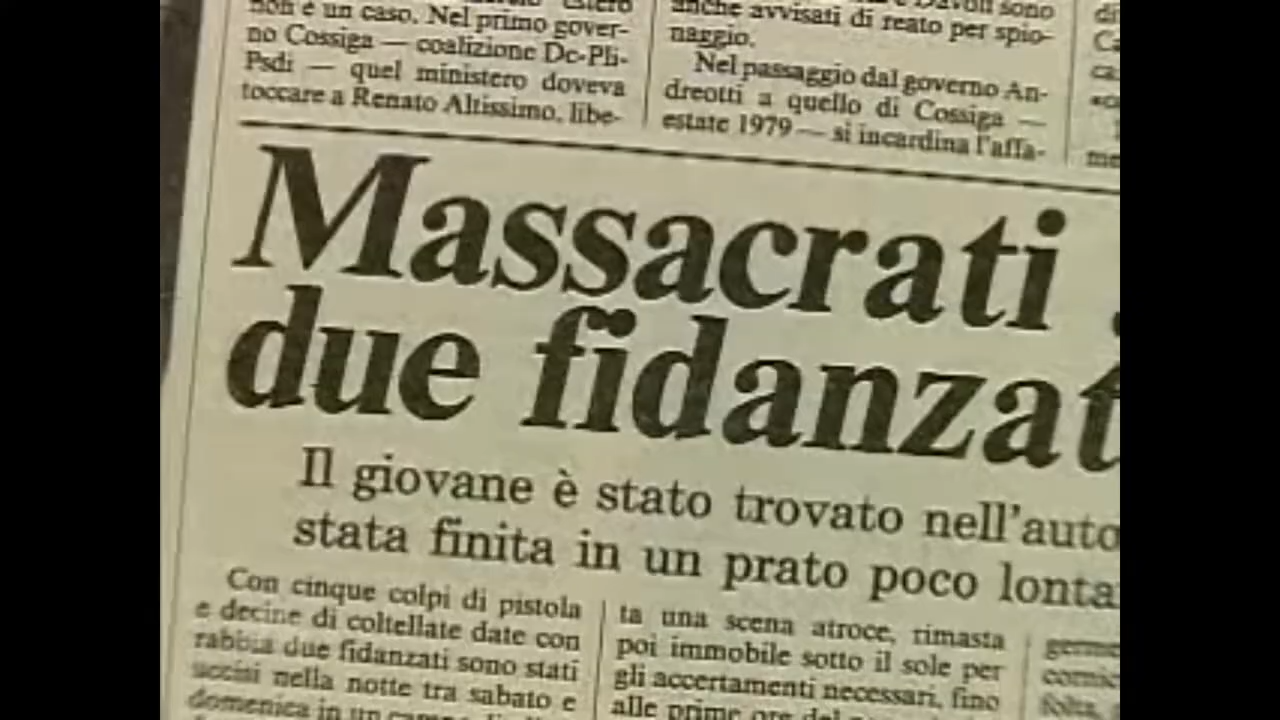 non è un caso. Nel primo gover-
no Cossiga — coalizione Dc-Pli-
Psdi — quel ministero doveva
toccare a Renato Altissimo, libe-
sono
anche avvisati di reato per spio-
naggio.
Nel passaggio dal governo An-
dreotti a quello di Cossiga —
estate 1979 — si incardina l'affa-
Massacrati
due fidanzat
Il giovane è stato trovato nell'auto
stata finita in un prato poco lonta
Con cinque colpi di pistola
e decine di coltellate date con
rabbia due fidanzati sono stati
uccisi nella notte tra sabato e
domenica in un
ta una scena atroce, rimasta
poi immobile sotto il sole per
gli accertamenti necessari, fino
alle prime ore del
germe
cornic
folta,